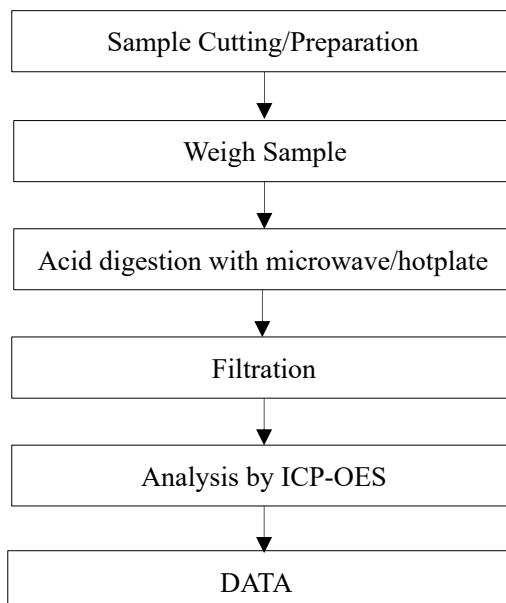 Sample Cutting/Preparation
Weigh Sample
Acid digestion with microwave/hotplate
Filtration
Analysis by ICP-OES
DATA